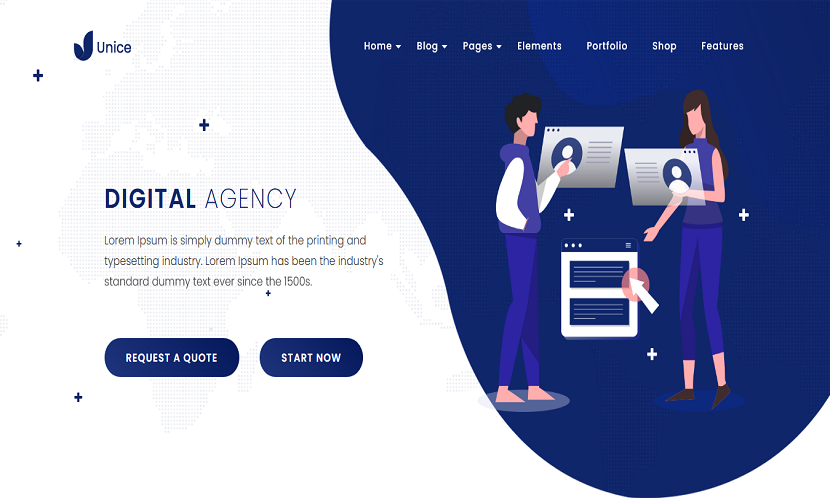 Unice
Home Blog Pages Elements Portfolio Shop Features
DIGITAL AGENCY
Lorem Ipsum is simply dummy text of the printing and
typesetting industry. Lorem Ipsum has been the industry's
standard dummy text ever since the 1500s.
REQUEST A QUOTE START NOW